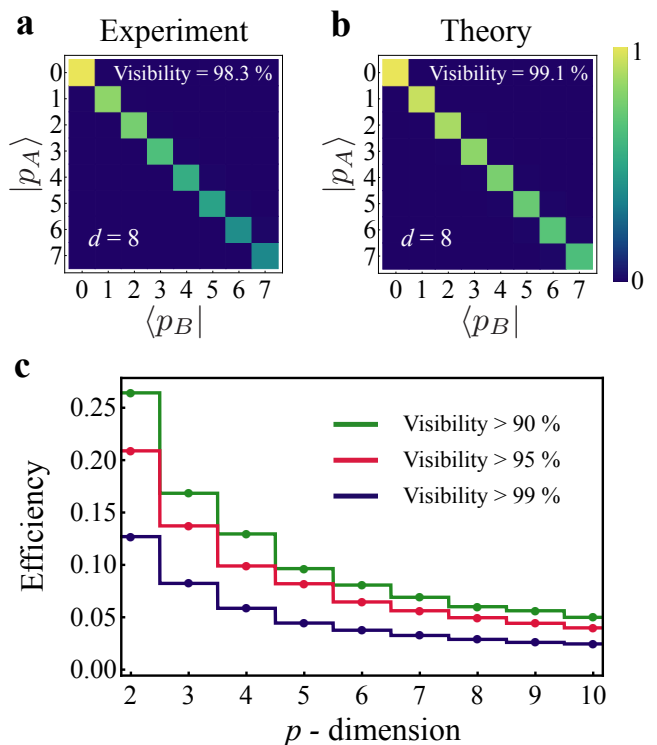 a Experiment
Visibility = 98.3 %
0
1
2
3
4
5
6
7
|p_A⟩
d = 8
0 1 2 3 4 5 6 7
⟨p_B|
b Theory
Visibility = 99.1 %
0
1
2
3
4
5
6
7
|p_A⟩
d = 8
0 1 2 3 4 5 6 7
⟨p_B|
1
0
c
0.25
0.20
0.15
0.10
0.05
0.00
Efficiency
Visibility > 90 %
Visibility > 95 %
Visibility > 99 %
2 3 4 5 6 7 8 9 10
p - dimension